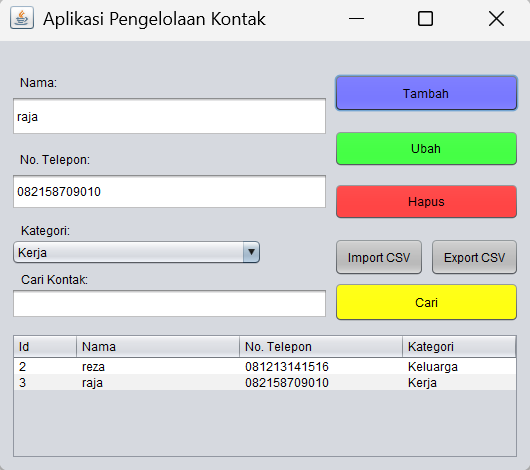 Aplikasi Pengelolaan Kontak
Nama:
raja
Tambah
Ubah
No. Telepon:
082158709010
Hapus
Kategori:
Kerja
Import CSV Export CSV
Cari Kontak:
Cari
Id Nama No. Telepon Kategori
2 reza 081213141516 Keluarga
3 raja 082158709010 Kerja